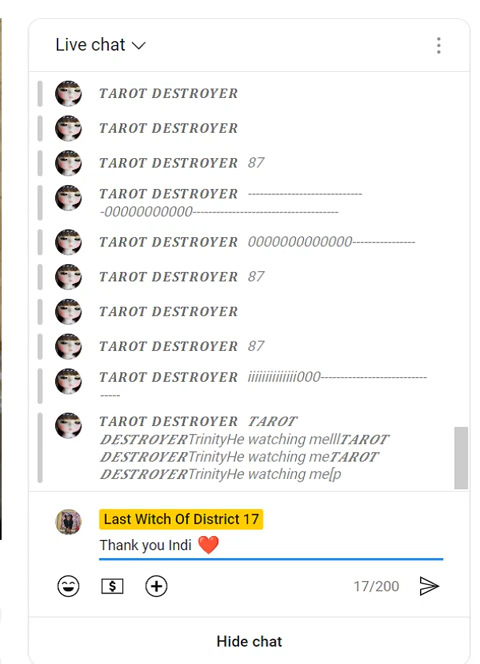 Live chat
TAROT DESTROYER
TAROT DESTROYER
TAROT DESTROYER 87
TAROT DESTROYER -----------------------------
-00000000000-------------------------------------
TAROT DESTROYER 0000000000000----------------
TAROT DESTROYER 87
TAROT DESTROYER
TAROT DESTROYER 87
TAROT DESTROYER iiiiiiiiiiiiii000---------------------------
-----
TAROT DESTROYER TAROT
DESTROYERTrinityHe watching melllTAROT
DESTROYERTrinityHe watching meTAROT
DESTROYERTrinityHe watching me[p
Last Witch Of District 17
Thank you Indi ❤️
17/200
Hide chat